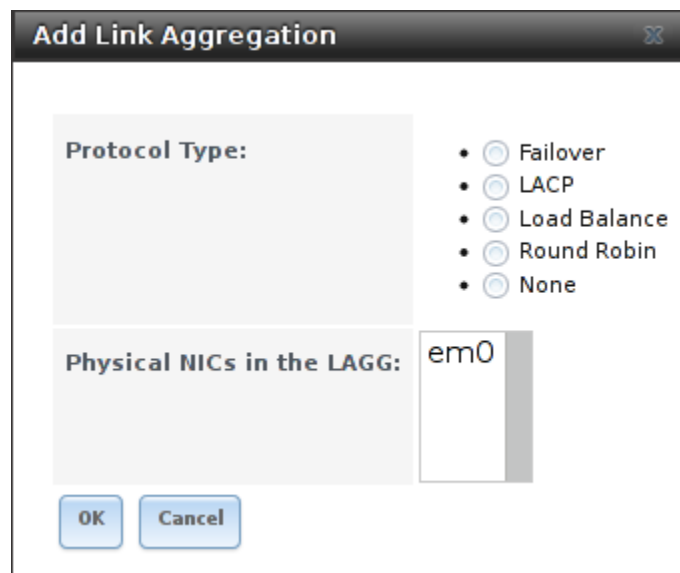 Add Link Aggregation
Protocol Type:
Failover
LACP
Load Balance
Round Robin
None
Physical NICs in the LAGG:
em0
OK
Cancel